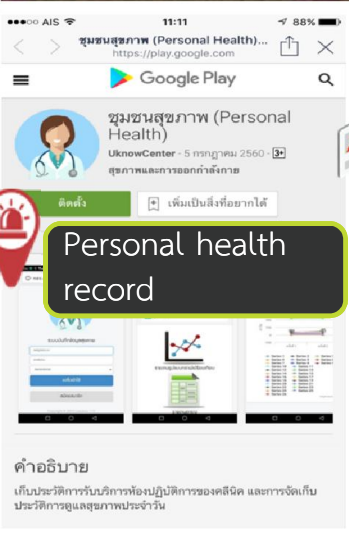 AIS 11:11 88%
ชุมชนสุขภาพ (Personal Health)...
https://play.google.com
Google Play
ชุมชนสุขภาพ (Personal Health)
UknowCenter - 5 กรกฎาคม 2560 - 3+
สุขภาพและการออกกำลังกาย
ติดตั้ง
เพิ่มเป็นสิ่งที่อยากได้
Personal health
record
คำอธิบาย
เก็บประวัติการรับบริการห้องปฏิบัติการของคลีนิค และการจัดเก็บ
ประวัติการดูแลสุขภาพประจำวัน